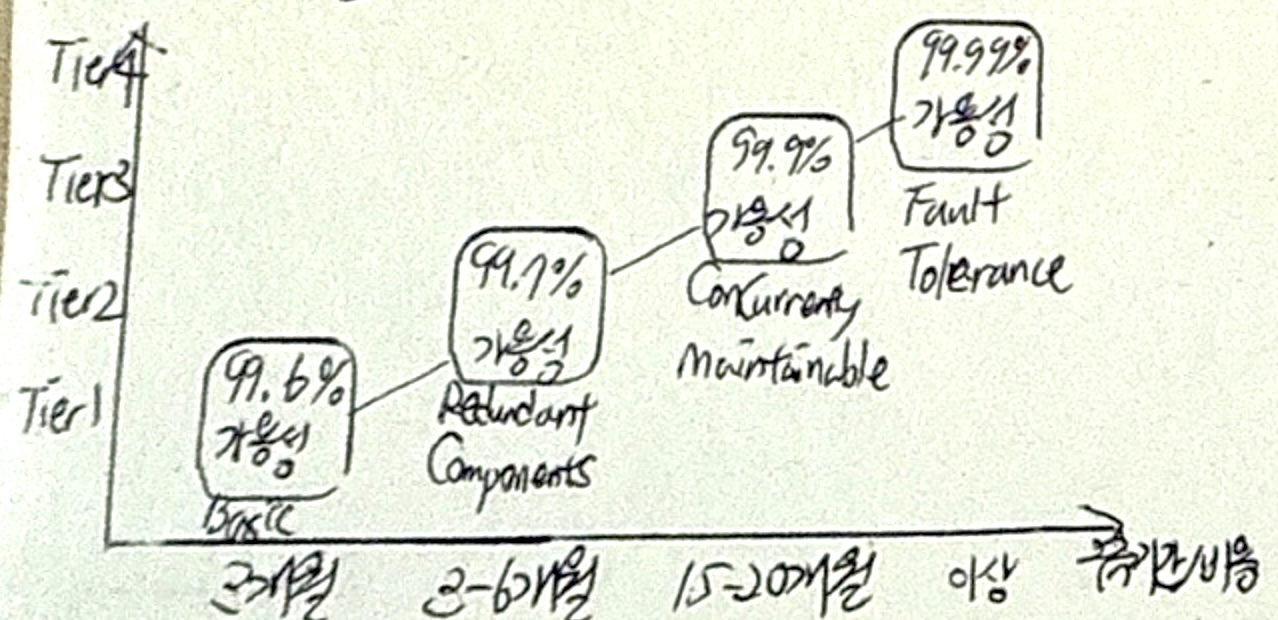 Tier4
99.99%
가용성
Fault
Tolerance
Tier3
99.9%
가용성
Concurrenty
Maintainable
Tier2
99.7%
가용성
Redundant
Components
Tier1
99.6%
가용성
Basic
3개월
3-6개월
15-20개월
이상
구축기간/비용